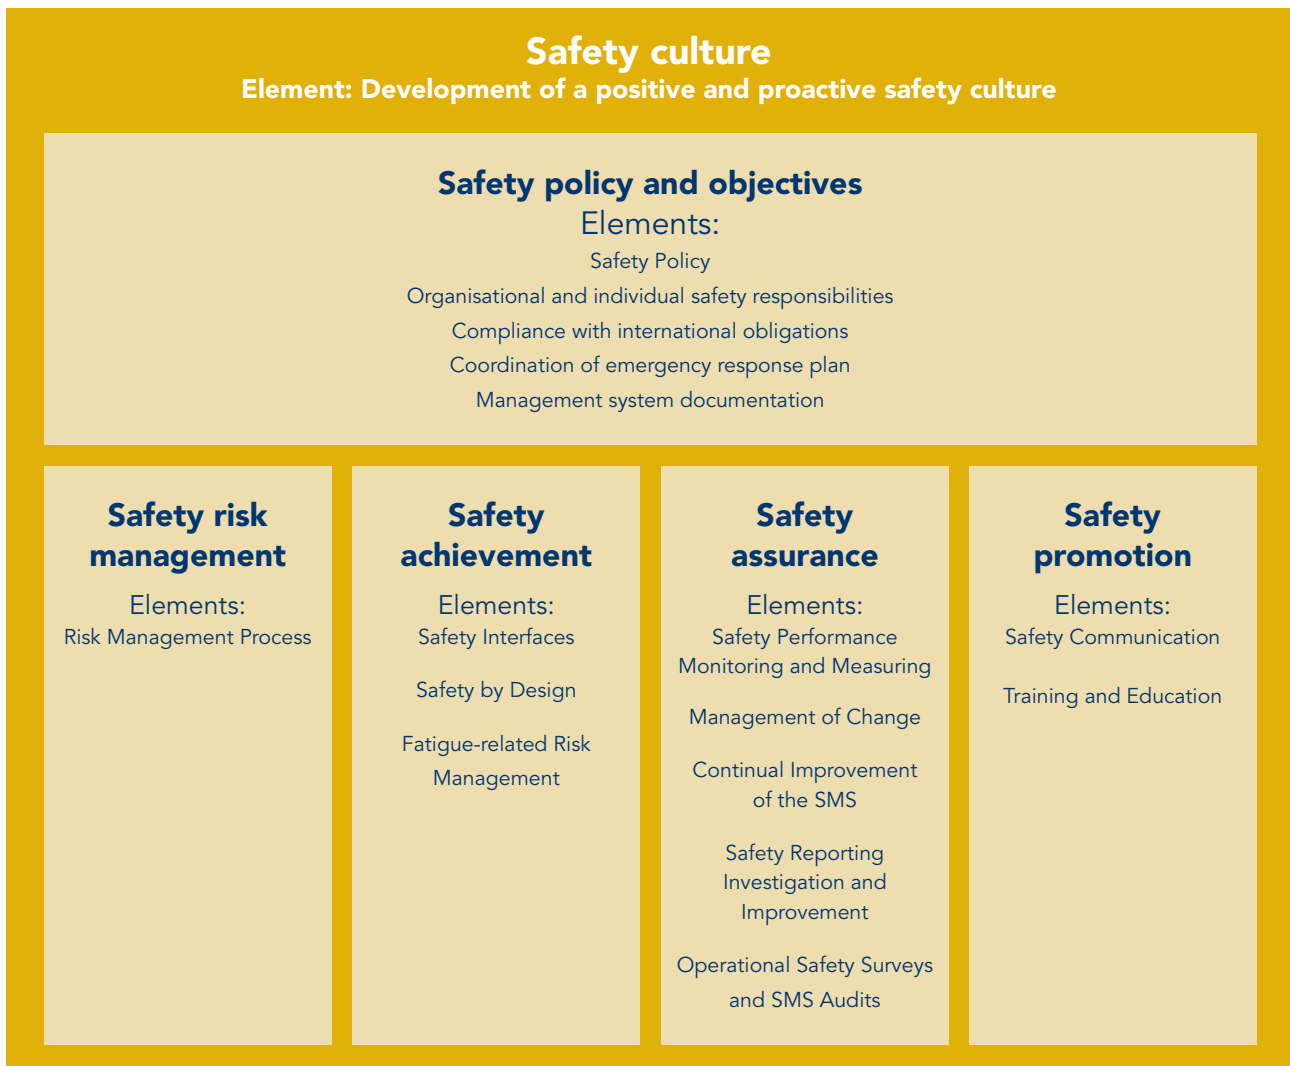 Safety culture
Element: Development of a positive and proactive safety culture
Safety policy and objectives
Elements:
Safety Policy
Organisational and individual safety responsibilities
Compliance with international obligations
Coordination of emergency response plan
Management system documentation
Safety risk
management
Elements:
Risk Management Process
Safety
achievement
Elements:
Safety Interfaces
Safety by Design
Fatigue-related Risk
Management
Safety
assurance
Elements:
Safety Performance
Monitoring and Measuring
Management of Change
Continual Improvement
of the SMS
Safety Reporting
Investigation and
Improvement
Operational Safety Surveys
and SMS Audits
Safety
promotion
Elements:
Safety Communication
Training and Education